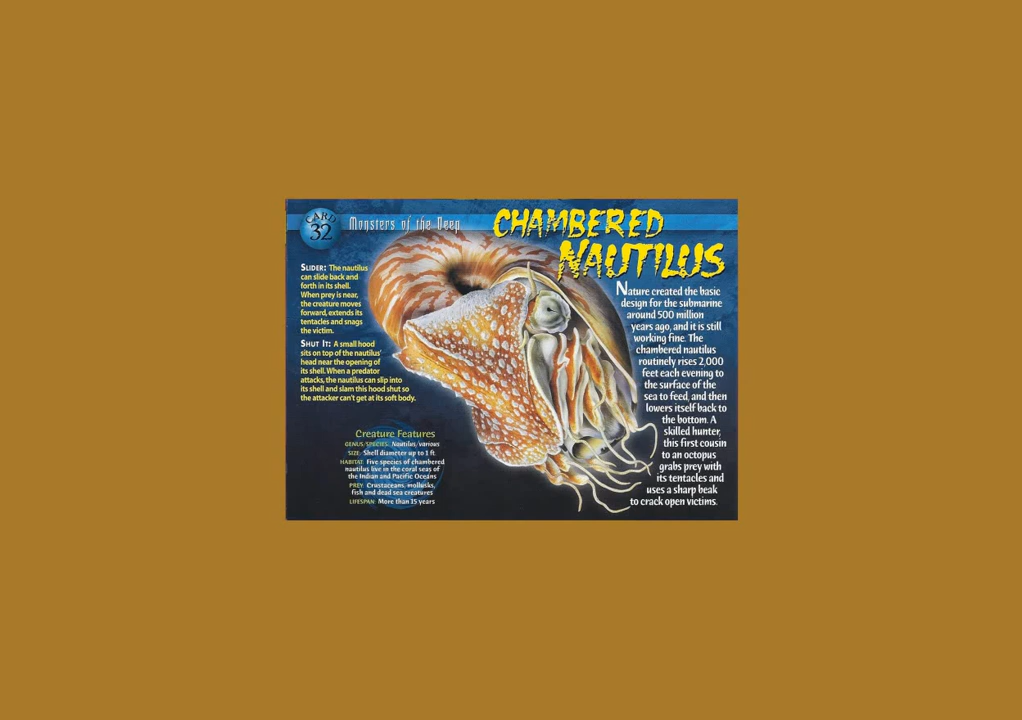 CARD
32
Monsters of the Deep
CHAMBERED
NAUTILUS
SLIDER: The nautilus
can slide back and
forth in its shell.
When prey is near,
the creature moves
forward, extends its
tentacles and snags
the victim.
SHUT IT: A small hood
sits on top of the nautilus'
head near the opening of
its shell. When a predator
attacks, the nautilus can slip into
its shell and slam this hood shut so
the attacker can't get at its soft body.
Creature Features
GENUS/SPECIES: Nautilus/various
SIZE: Shell diameter up to 1 ft.
HABITAT: Five species of chambered
nautilus live in the coral seas of
the Indian and Pacific Oceans
PREY: Crustaceans, mollusks,
fish and dead sea creatures
LIFESPAN: More than 15 years
Nature created the basic
design for the submarine
around 500 million
years ago, and it is still
working fine. The
chambered nautilus
routinely rises 2,000
feet each evening to
the surface of the
sea to feed, and then
lowers itself back to
the bottom. A
skilled hunter,
this first cousin
to an octopus
grabs prey with
its tentacles and
uses a sharp beak
to crack open victims.